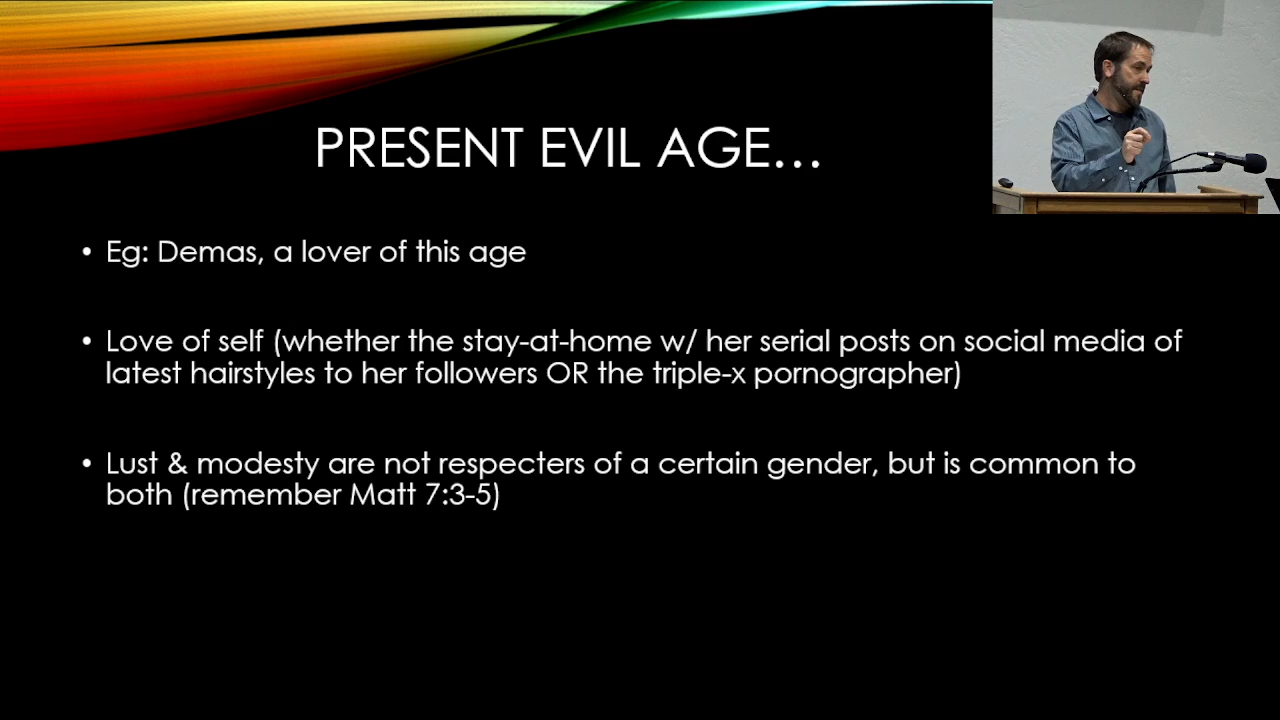 PRESENT EVIL AGE...
• Eg: Demas, a lover of this age
• Love of self (whether the stay-at-home w/ her serial posts on social media of
latest hairstyles to her followers OR the triple-x pornographer)
• Lust & modesty are not respecters of a certain gender, but is common to
both (remember Matt 7:3-5)